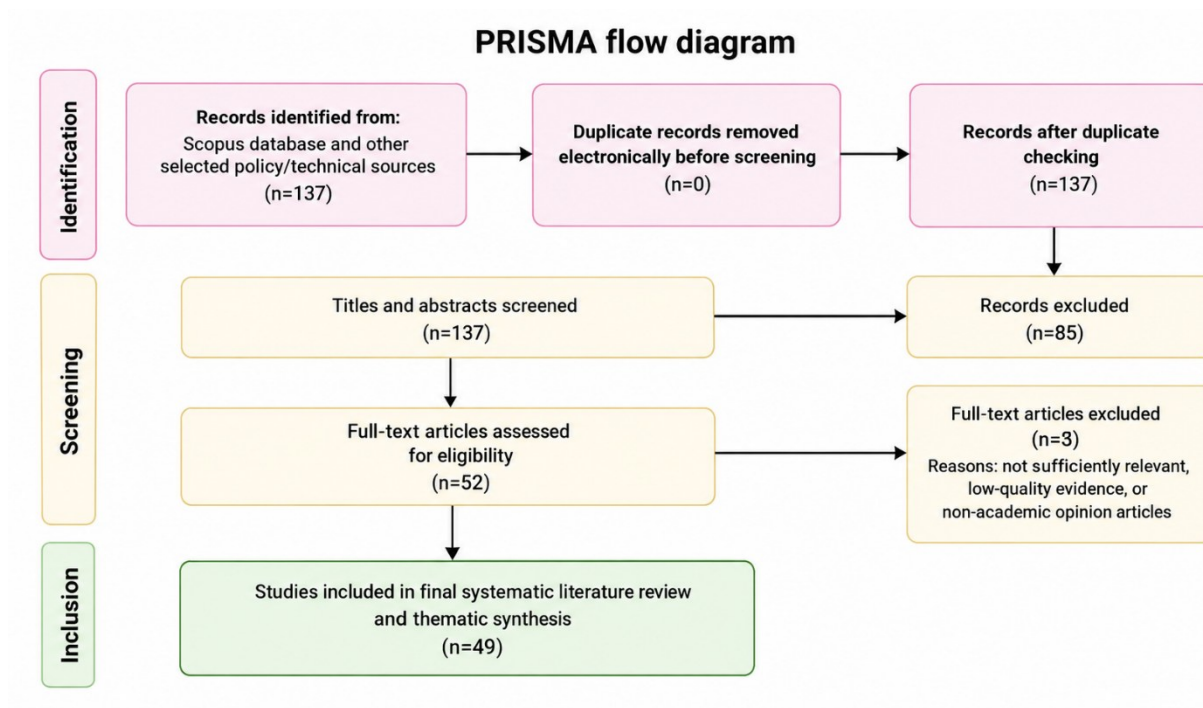 PRISMA flow diagram
Identification
Records identified from:
Scopus database and other
selected policy/technical sources
(n=137)
Duplicate records removed
electronically before screening
(n=0)
Records after duplicate
checking
(n=137)
Screening
Titles and abstracts screened
(n=137)
Records excluded
(n=85)
Full-text articles assessed
for eligibility
(n=52)
Full-text articles excluded
(n=3)
Reasons: not sufficiently relevant,
low-quality evidence, or
non-academic opinion articles
Inclusion
Studies included in final systematic literature review
and thematic synthesis
(n=49)